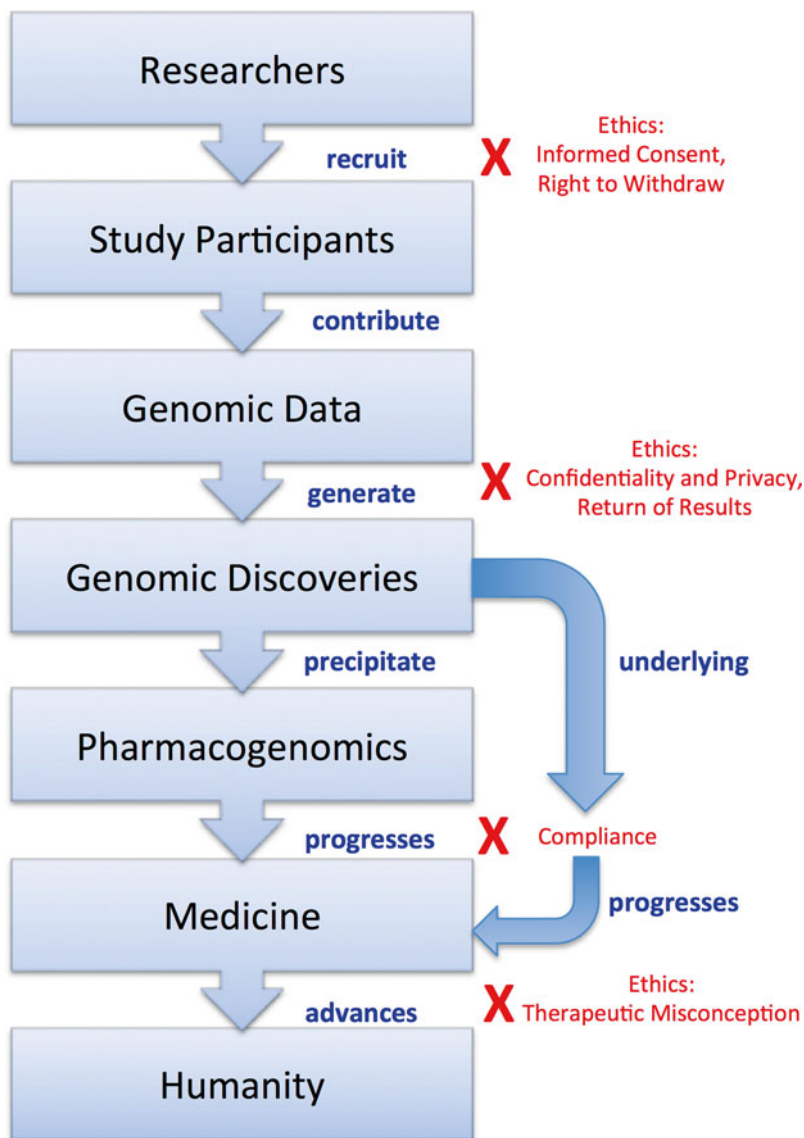 Researchers
recruit
X
Ethics:
Informed Consent,
Right to Withdraw
Study Participants
contribute
Genomic Data
generate
X
Ethics:
Confidentiality and Privacy,
Return of Results
Genomic Discoveries
precipitate
underlying
Pharmacogenomics
progresses
X
Compliance
Medicine
progresses
advances
X
Ethics:
Therapeutic Misconception
Humanity